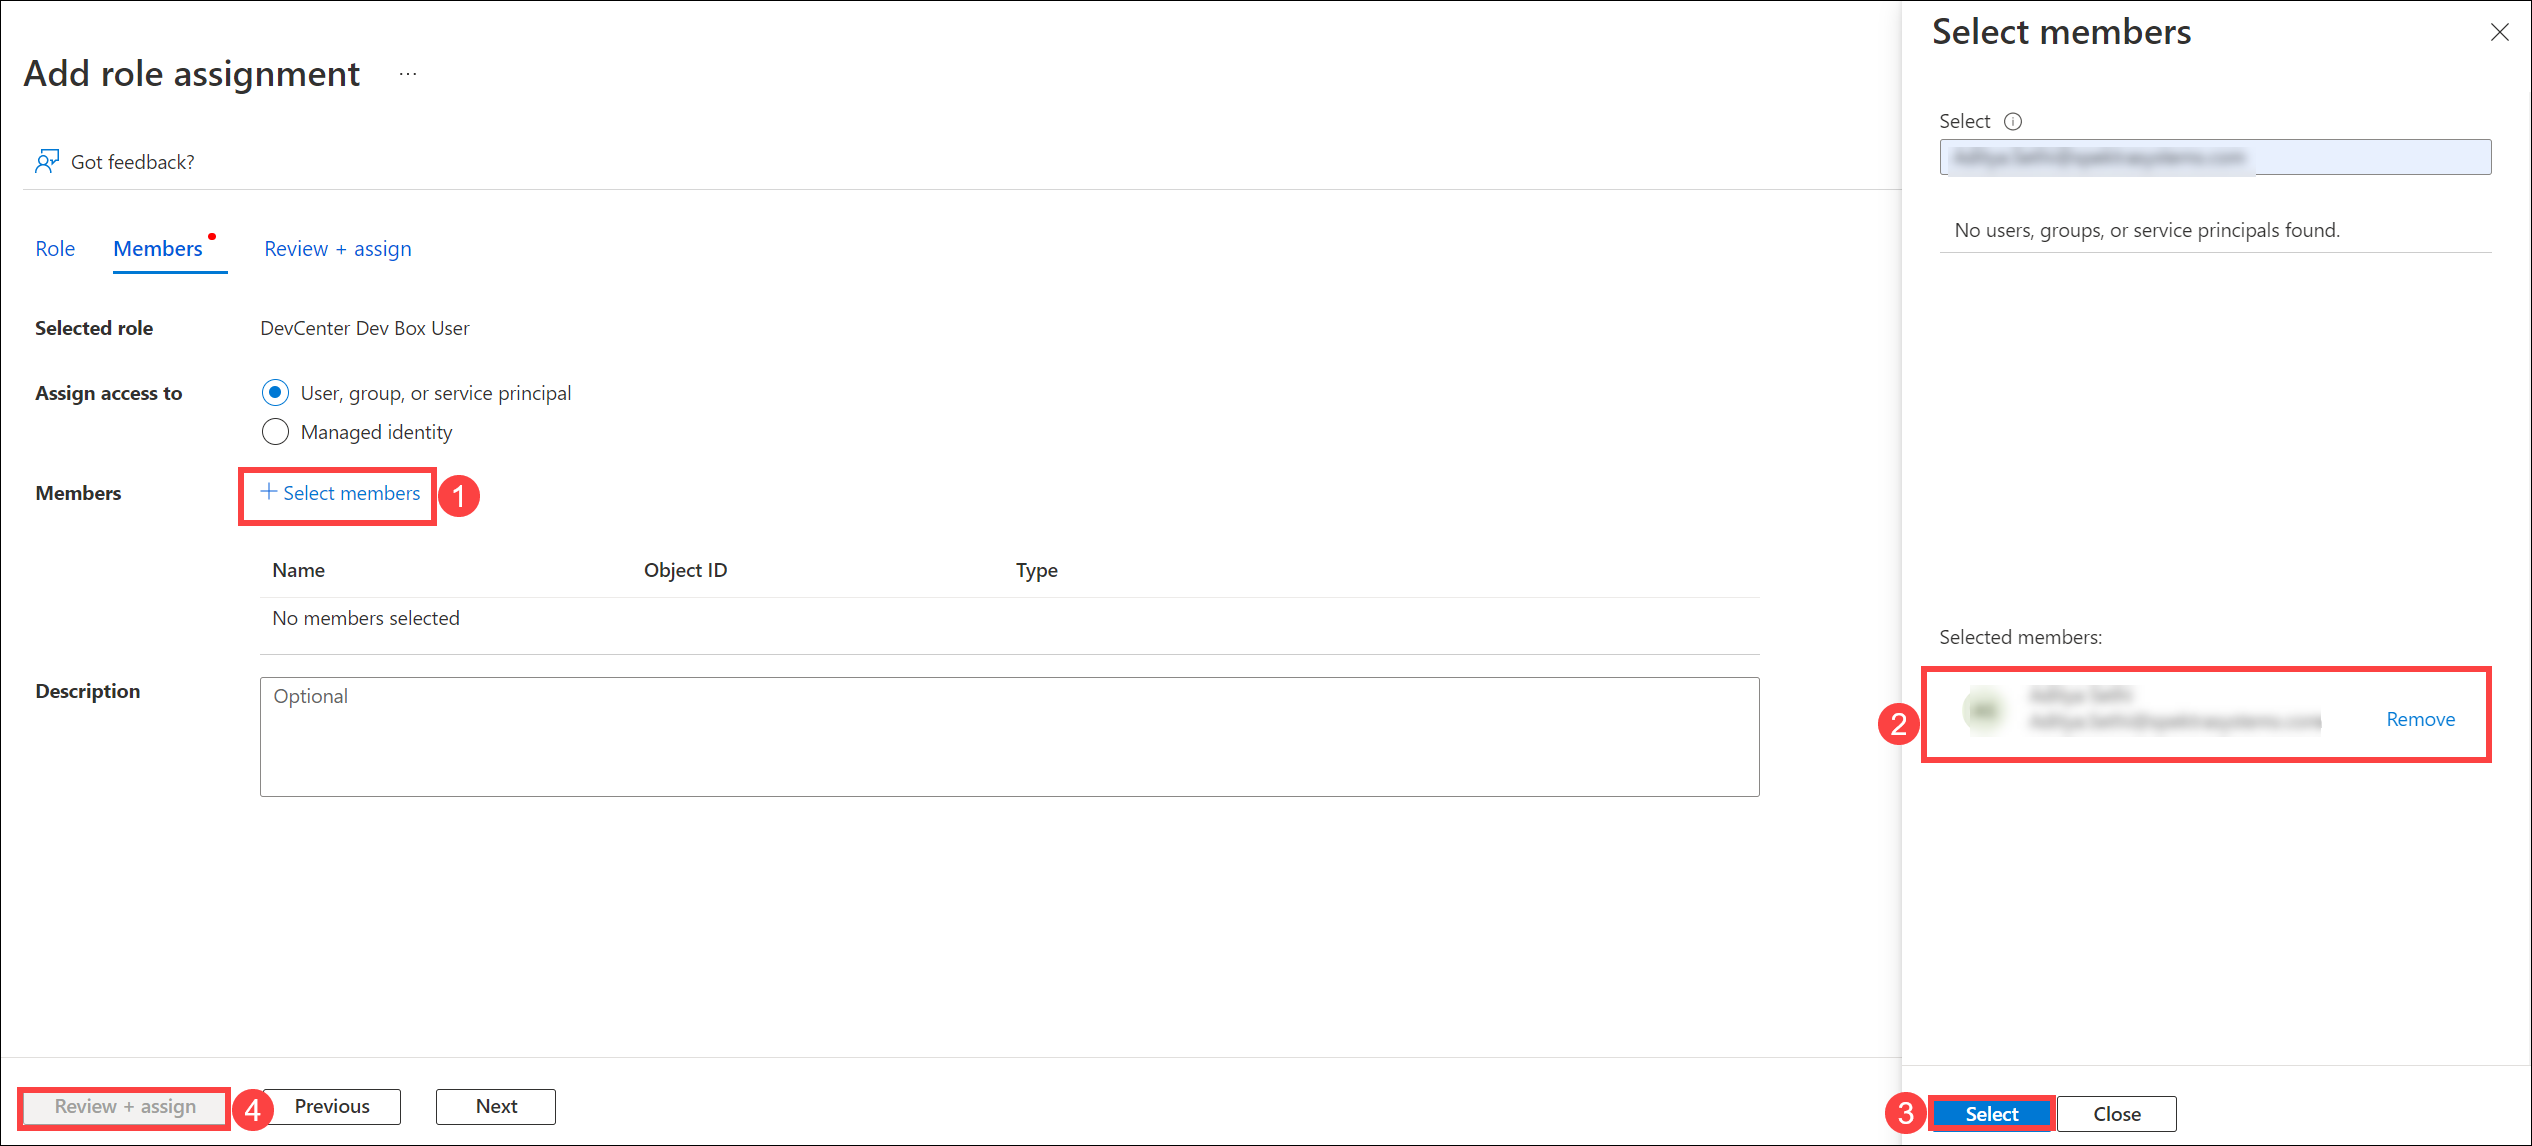 Add role assignment
...
Got feedback?
Role
Members
Review + assign
Selected role
DevCenter Dev Box User
Assign access to
User, group, or service principal
Managed identity
Members
+ Select members
1
Name
Object ID
Type
No members selected
Description
Optional
Review + assign
4
Previous
Next
Select members
Select
No users, groups, or service principals found.
Selected members:
2
Remove
3
Select
Close